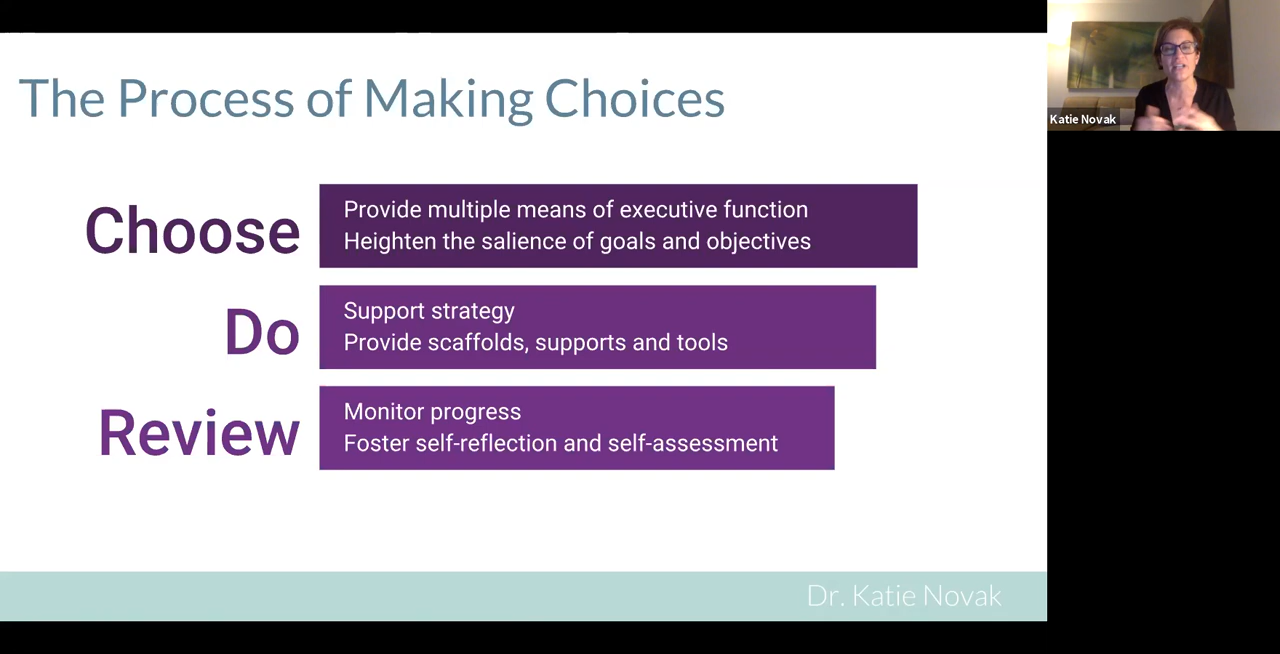 The Process of Making Choices
Choose
Provide multiple means of executive function
Heighten the salience of goals and objectives
Do
Support strategy
Provide scaffolds, supports and tools
Review
Monitor progress
Foster self-reflection and self-assessment
Dr. Katie Novak
Katie Novak